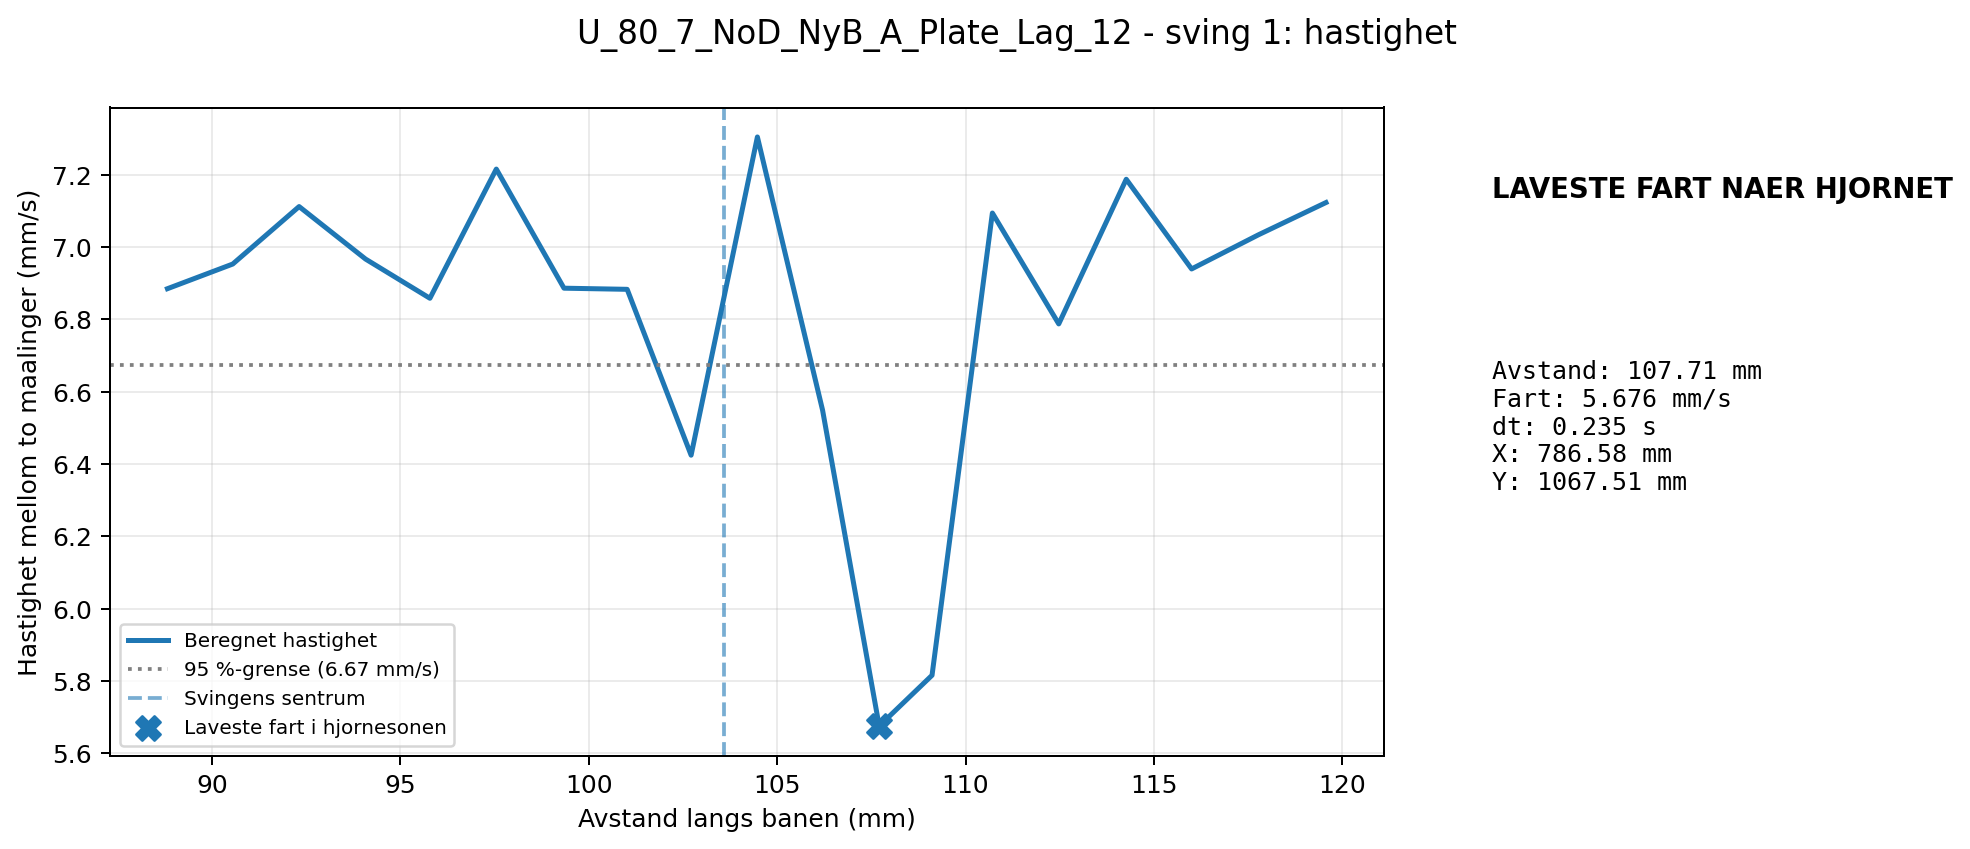 U_80_7_NoD_NyB_A_Plate_Lag_12 - sving 1: hastighet
Hastighet mellom to maalinger (mm/s)
7.2
7.0
6.8
6.6
6.4
6.2
6.0
5.8
5.6
Beregnet hastighet
95 %-grense (6.67 mm/s)
Svingens sentrum
Laveste fart i hjornesonen
90
95
100
105
110
115
120
Avstand langs banen (mm)
LAVESTE FART NAER HJORNET
Avstand: 107.71 mm
Fart: 5.676 mm/s
dt: 0.235 s
X: 786.58 mm
Y: 1067.51 mm